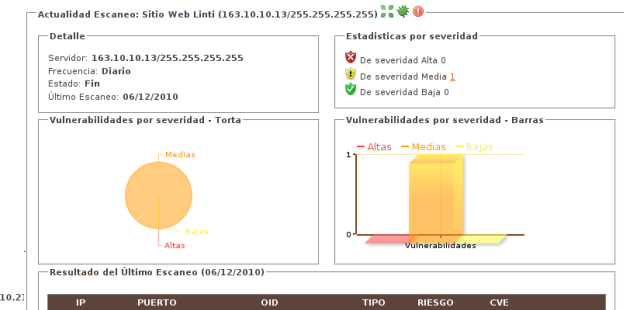 Actualidad Escaneo: Sitio Web Linti (163.10.10.13/255.255.255.255)
Detalle
Servidor: 163.10.10.13/255.255.255.255
Frecuencia: Diario
Estado: Fin
Último Escaneo: 06/12/2010
Estadisticas por severidad
De severidad Alta 0
De severidad Media 1
De severidad Baja 0
Vulnerabilidades por severidad - Torta
Medias
Bajas
Altas
Vulnerabilidades por severidad - Barras
Altas Medias Bajas
1
0
Vulnerabilidades
Resultado del Último Escaneo (06/12/2010)
IP PUERTO OID TIPO RIESGO CVE